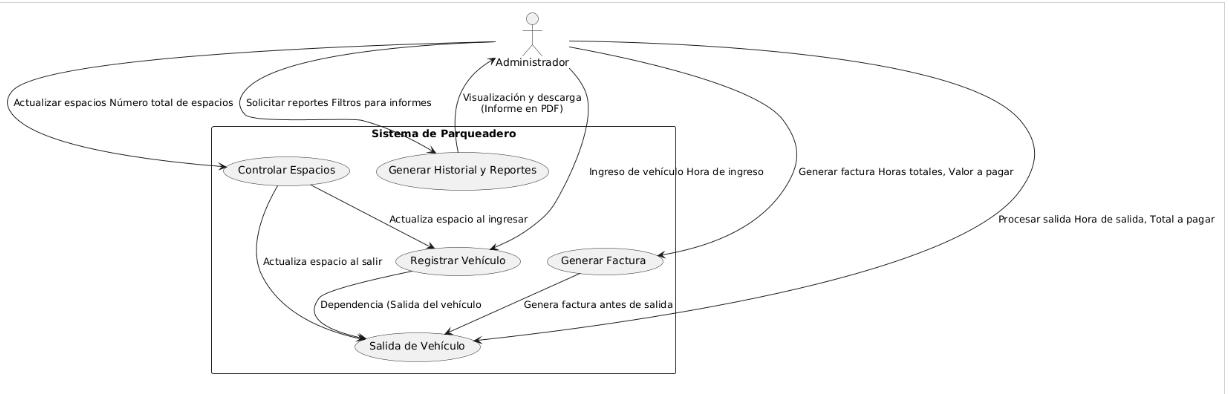 Administrador
Visualización y descarga
(Informe en PDF)
Actualizar espacios Número total de espacios
Solicitar reportes Filtros para informes
Sistema de Parqueadero
Controlar Espacios
Generar Historial y Reportes
Ingreso de vehículo Hora de ingreso
Generar factura Horas totales, Valor a pagar
Actualiza espacio al ingresar
Procesar salida Hora de salida, Total a pagar
Actualiza espacio al salir
Registrar Vehículo
Generar Factura
Dependencia (Salida del vehículo
Genera factura antes de salida
Salida de Vehículo